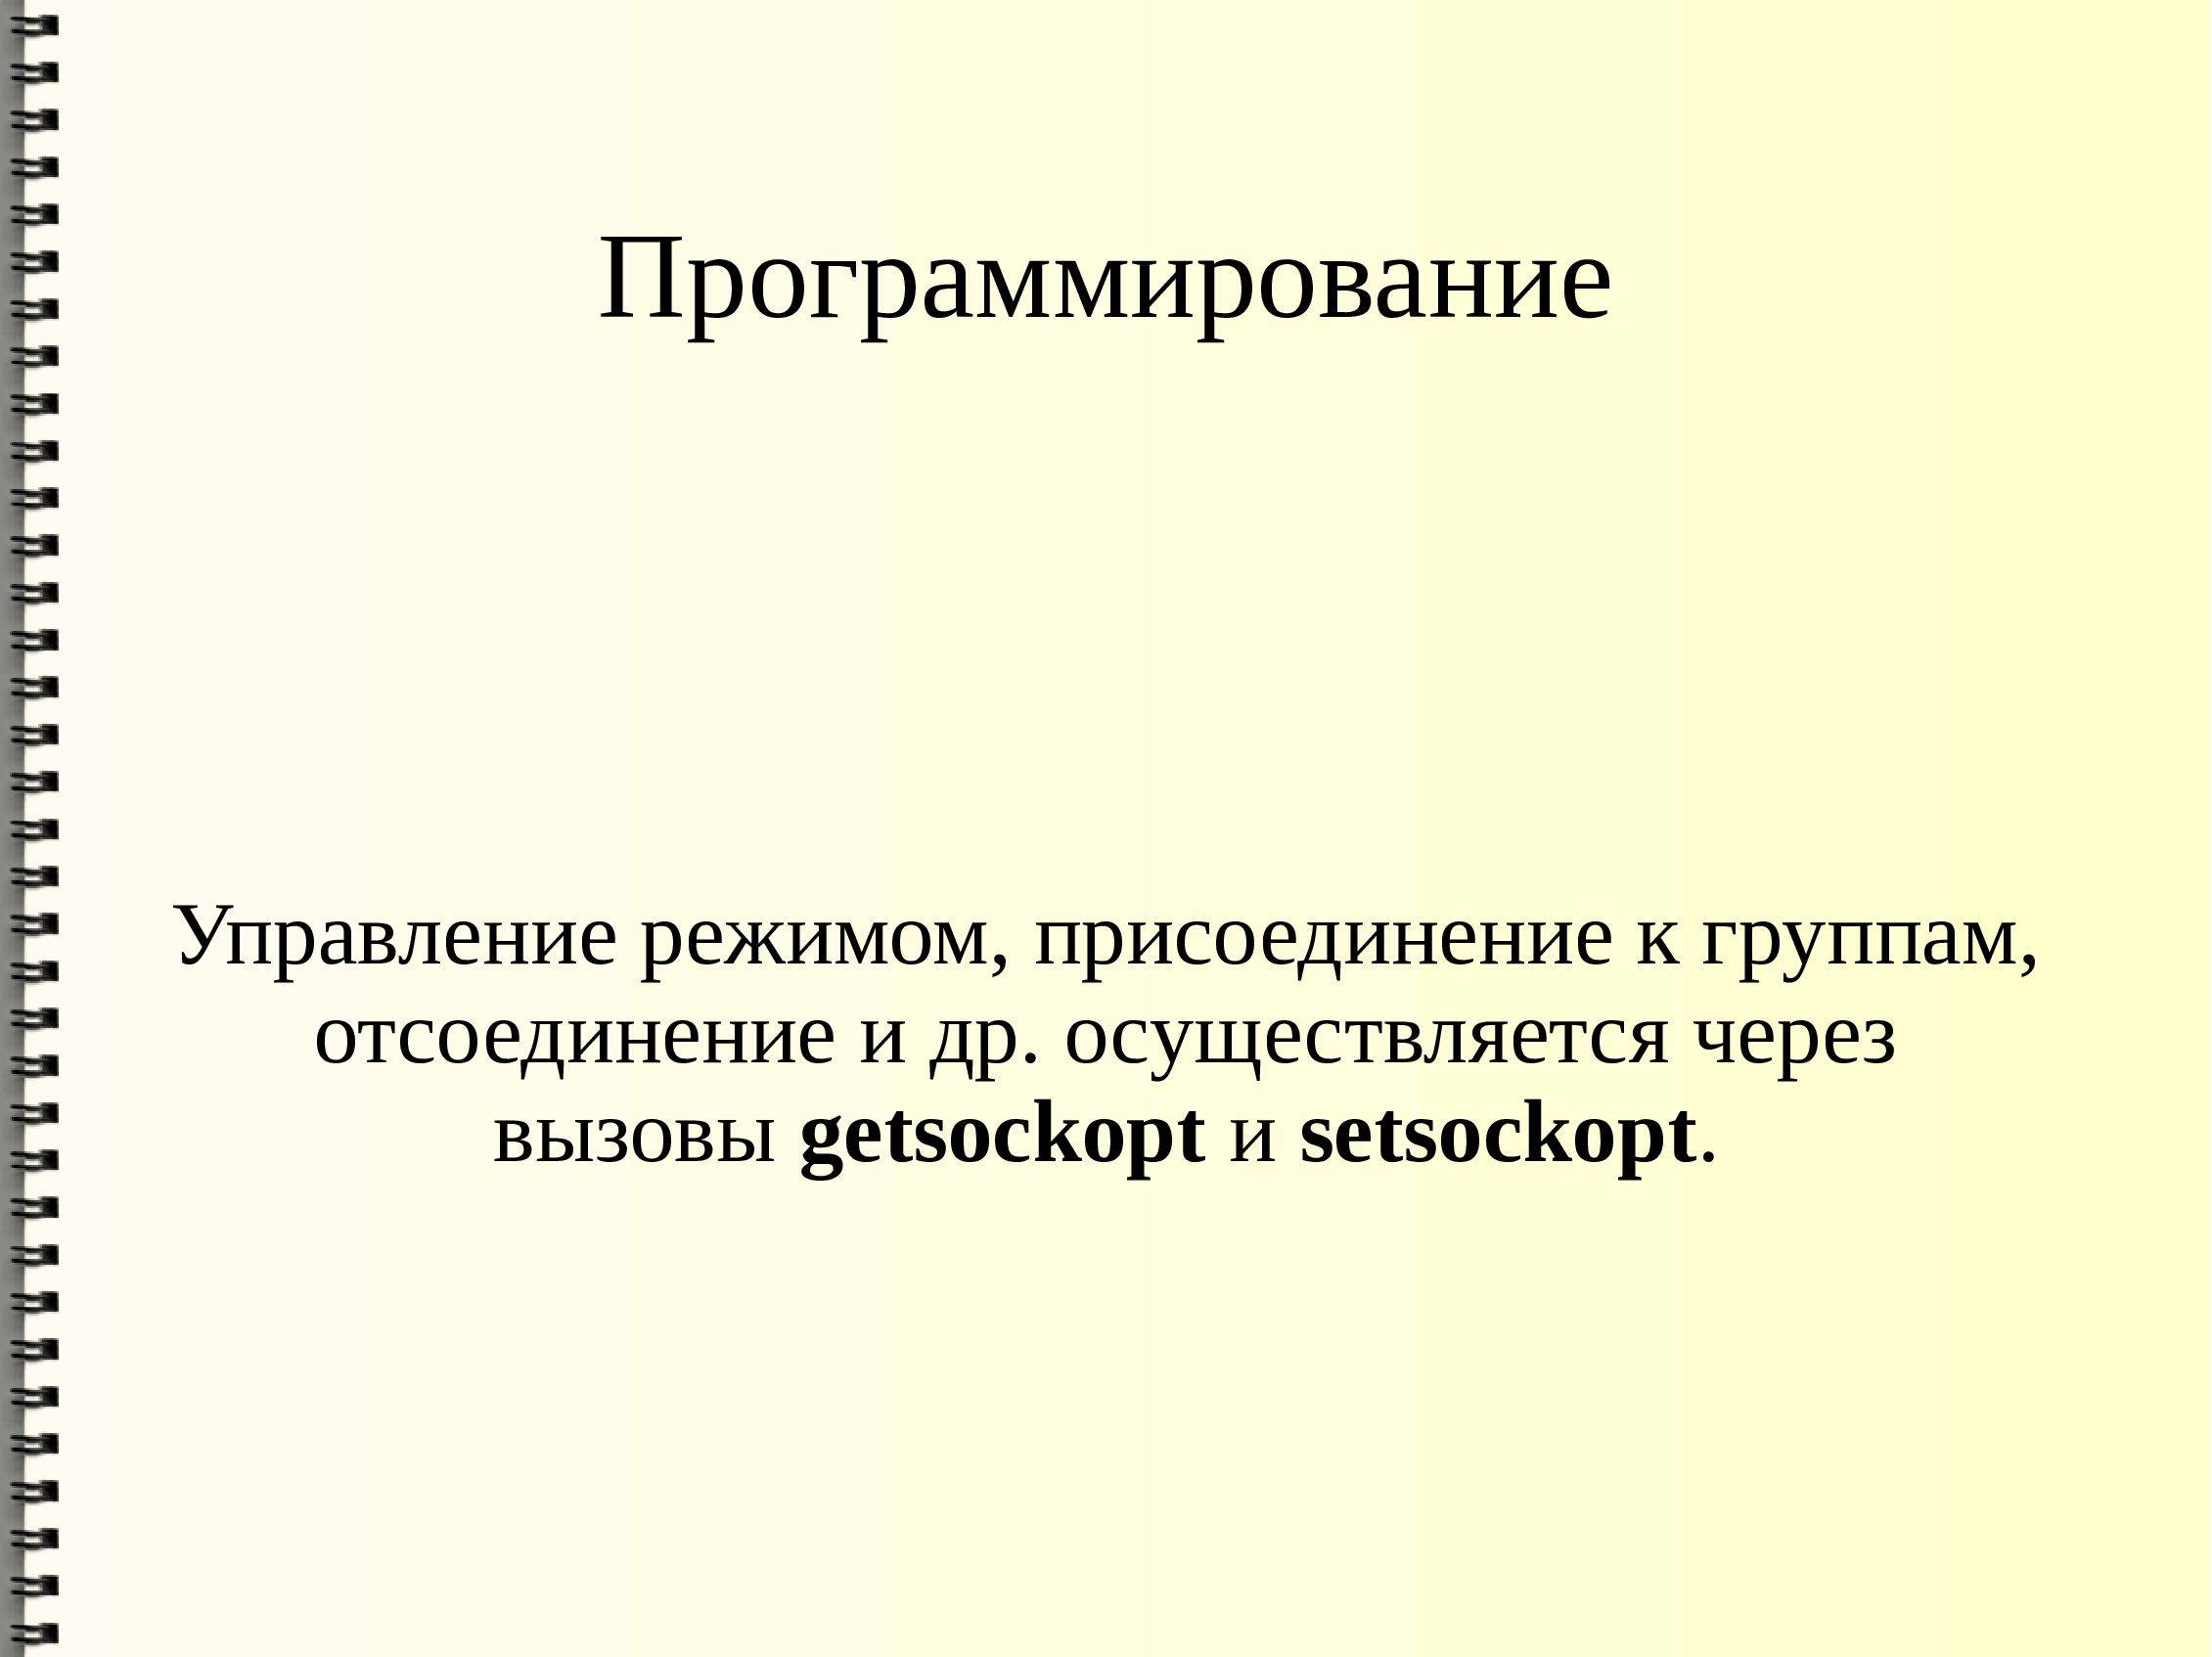 Программирование
Управление режимом, присоединение к группам,
отсоединение и др. осуществляется через
вызовы getsockopt и setsockopt.